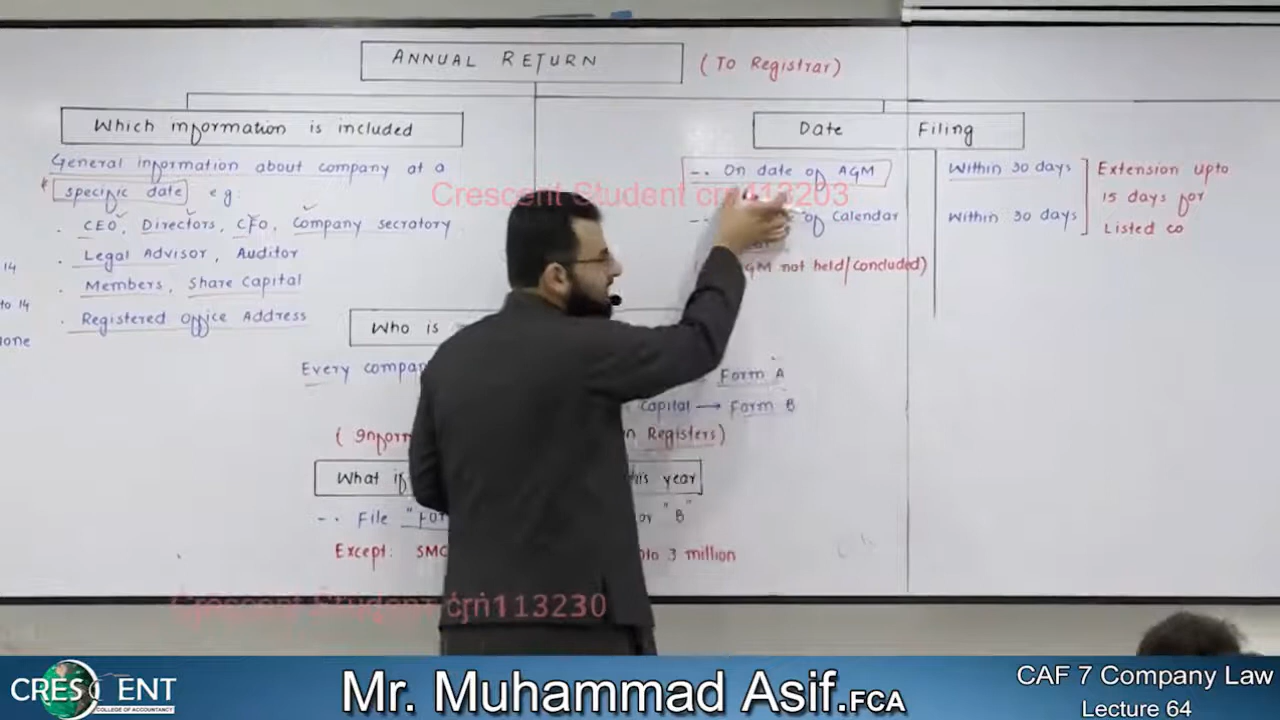 ANNUAL RETURN (To Registrar)
Which information is included
General information about company at a
* specific date e.g.
. CEO, Directors, CFO, Company secratory
. Legal Advisor, Auditor
. Members, Share Capital
. Registered Office Address
14
to 14
one
Date Filing
-. On date of AGM Within 30 days
-. of Calendar Within 30 days
AGM not held/concluded)
Extension upto
15 days for
Listed co
Who is
Every compan Form A
capital → Form B
( Inform n Registers)
What if this year
-. File "For or "B"
Except: SMC upto 3 million
Crescent Student crn113203
Crescent Student crn113230
CRESCENT
COLLEGE OF ACCOUNTANCY
Mr. Muhammad Asif.FCA
CAF 7 Company Law
Lecture 64